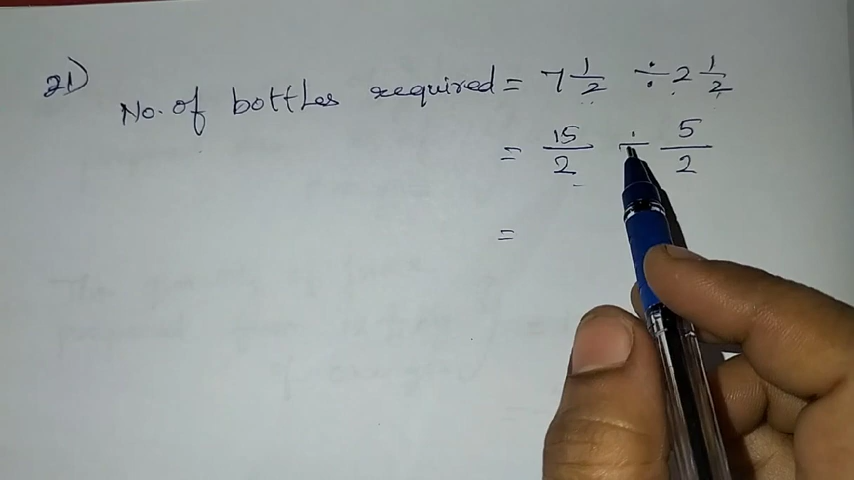 21) No. of bottles required = 7 1/2 ÷ 2 1/2
= 15/2 ÷ 5/2
=